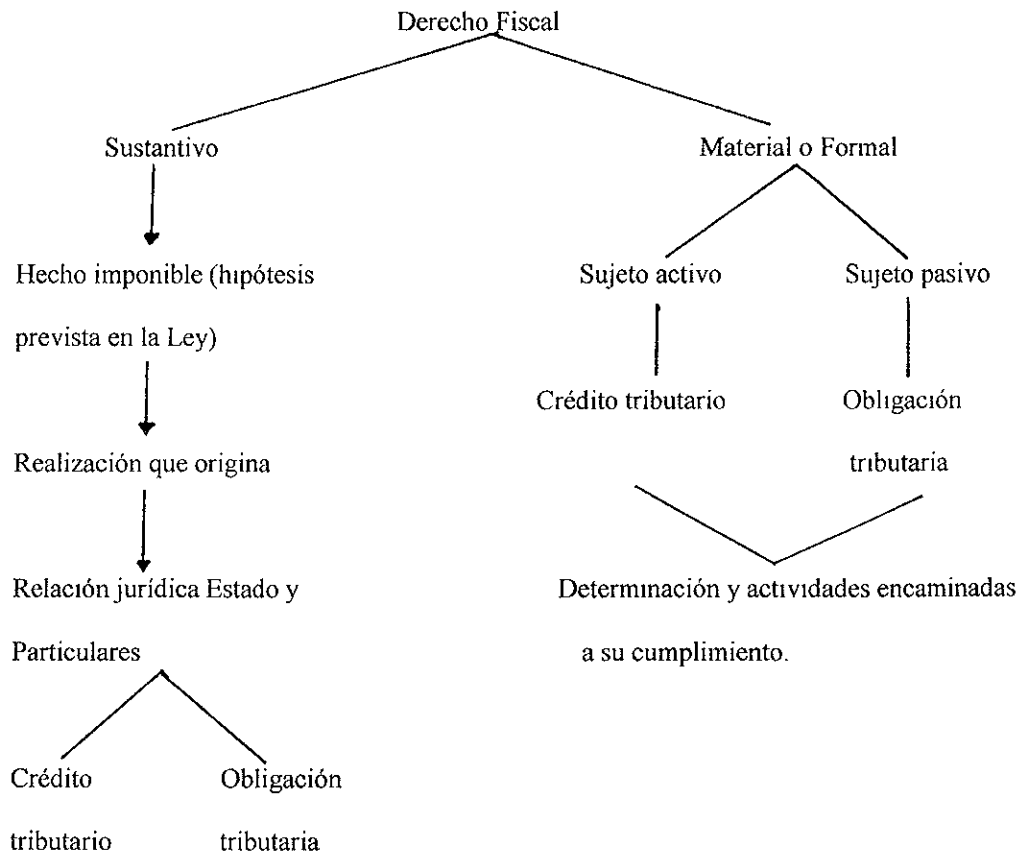 Derecho Fiscal
Sustantivo
Material o Formal
Hecho imponible (hipótesis
prevista en la Ley)
Sujeto activo
Sujeto pasivo
Crédito tributario
Obligación
tributaria
Realización que origina
Relación jurídica Estado y
Particulares
Determinación y actividades encaminadas
a su cumplimiento.
Crédito
tributario
Obligación
tributaria